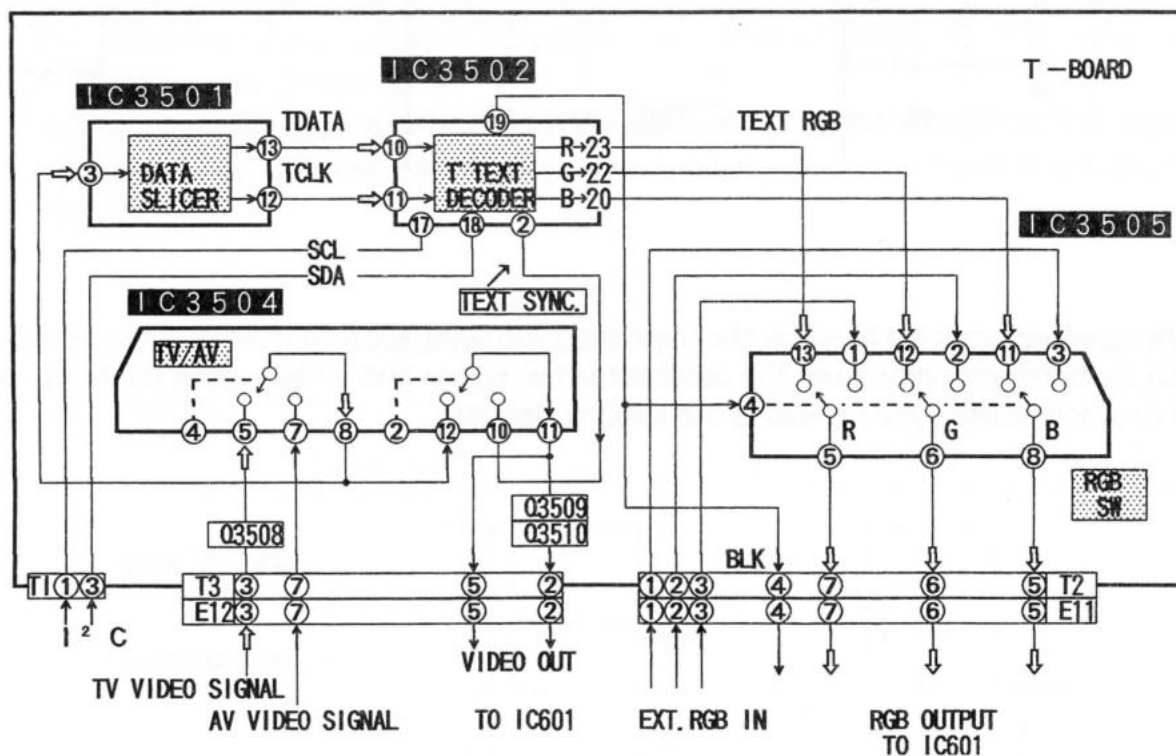 IC3502
T-BOARD
IC3501
TDATA
TEXT RGB
19
13
10
R→23
3
DATA
SLICER
TCLK
T TEXT
DECODER
G→22
12
11
B→20
IC3505
17
18
2
SCL
SDA
TEXT SYNC.
IC3504
TV/AV
13
1
12
2
11
3
4
4
5
7
8
2
12
10
11
R
G
B
5
6
8
RGB
SW
Q3508
Q3509
Q3510
BLK
T1
1
3
T3
3
7
5
2
1
2
3
4
7
6
5
T2
E12
3
7
5
2
1
2
3
4
7
6
5
E11
I²C
VIDEO OUT
TV VIDEO SIGNAL
AV VIDEO SIGNAL
TO IC601
EXT. RGB IN
RGB OUTPUT
TO IC601